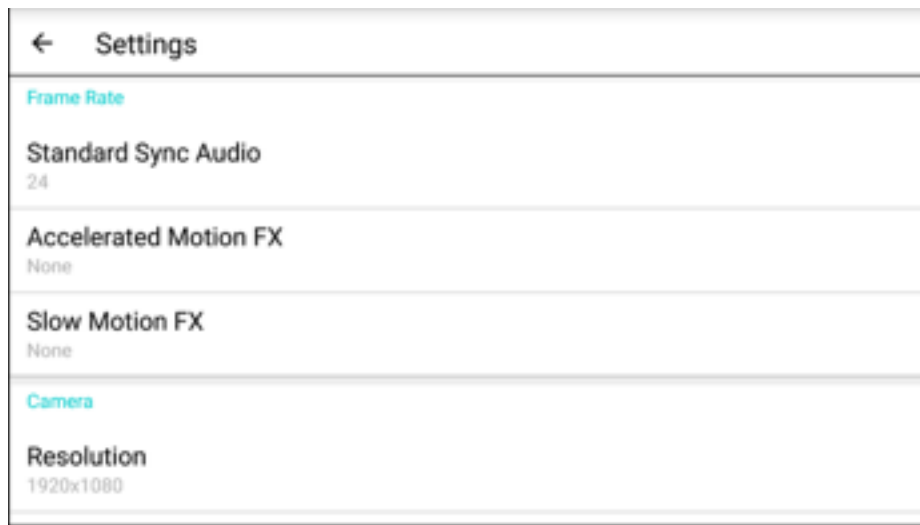 Settings
Frame Rate
Standard Sync Audio
24
Accelerated Motion FX
None
Slow Motion FX
None
Camera
Resolution
1920x1080